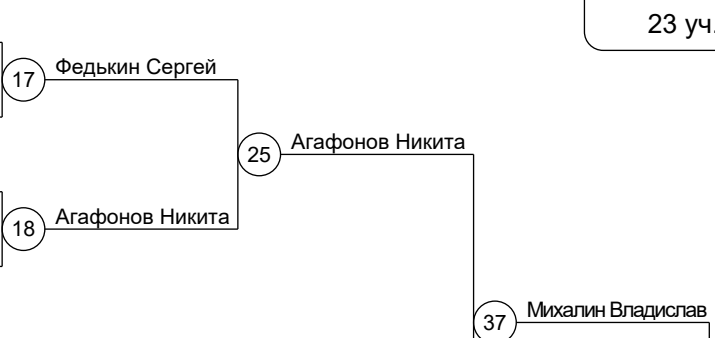 23 уч.
17 Федькин Сергей
25 Агафонов Никита
18 Агафонов Никита
37 Михалин Владислав